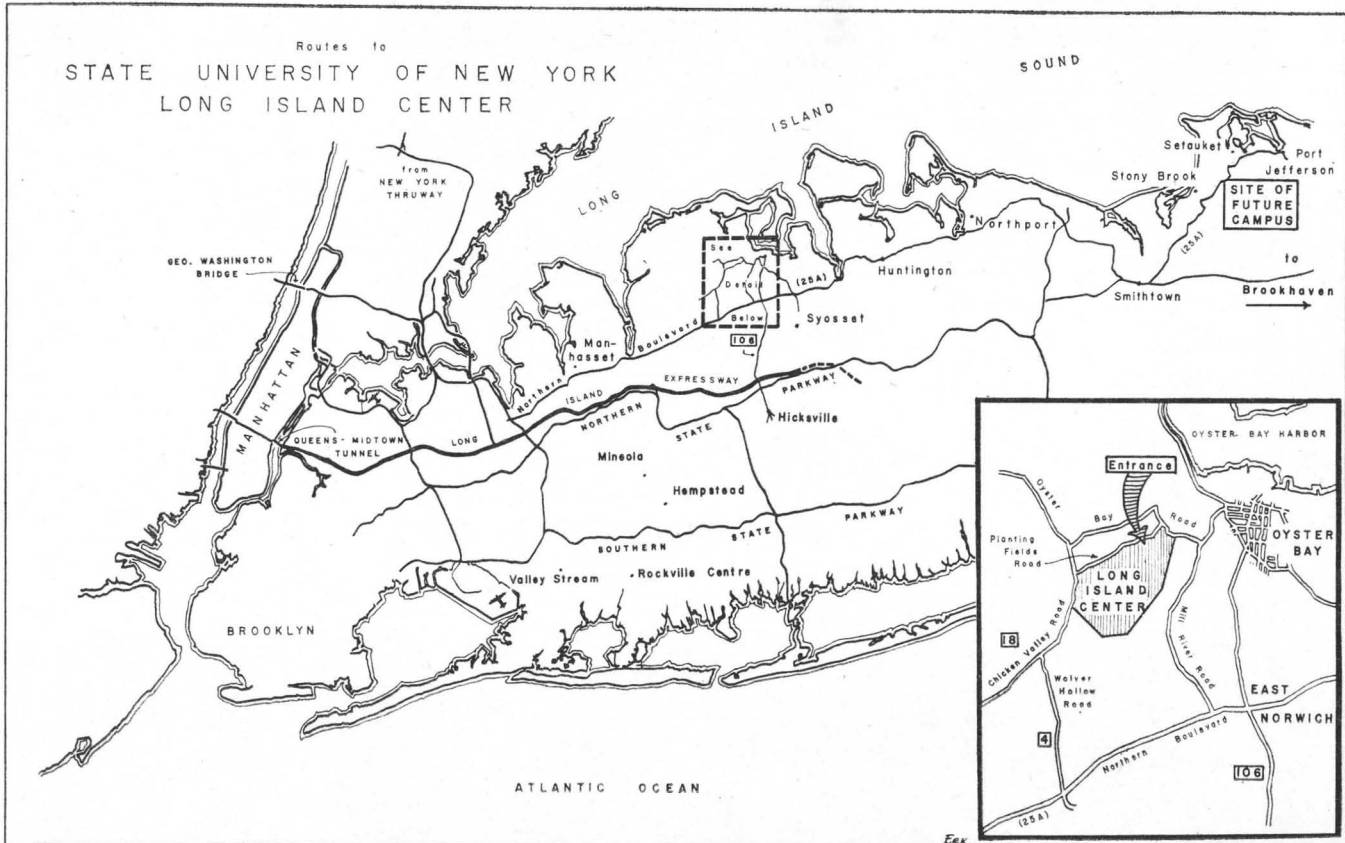 Routes to
STATE UNIVERSITY OF NEW YORK
LONG ISLAND CENTER
SOUND
ISLAND
LONG
from
NEW YORK
THRUWAY
GEO. WASHINGTON
BRIDGE
MANHATTAN
QUEENS-MIDTOWN
TUNNEL
BROOKLYN
Setauket
Port
Jefferson
Stony Brook
SITE OF
FUTURE
CAMPUS
(25A)
Northport
to
Brookhaven
Smithtown
Huntington
(25A)
See
Detail
Below
Syosset
106
Man-
hasset
Northern Boulevard
LONG ISLAND EXPRESSWAY
NORTHERN STATE PARKWAY
Hicksville
Mineola
Hempstead
SOUTHERN STATE PARKWAY
Valley Stream
Rockville Centre
ATLANTIC OCEAN
OYSTER BAY HARBOR
Entrance
Oyster Bay Road
Planting
Fields
Road
OYSTER
BAY
LONG
ISLAND
CENTER
Mill River Road
18
Chicken Valley Road
Wolver
Hollow
Road
EAST
NORWICH
4
Northern Boulevard
106
(25A)